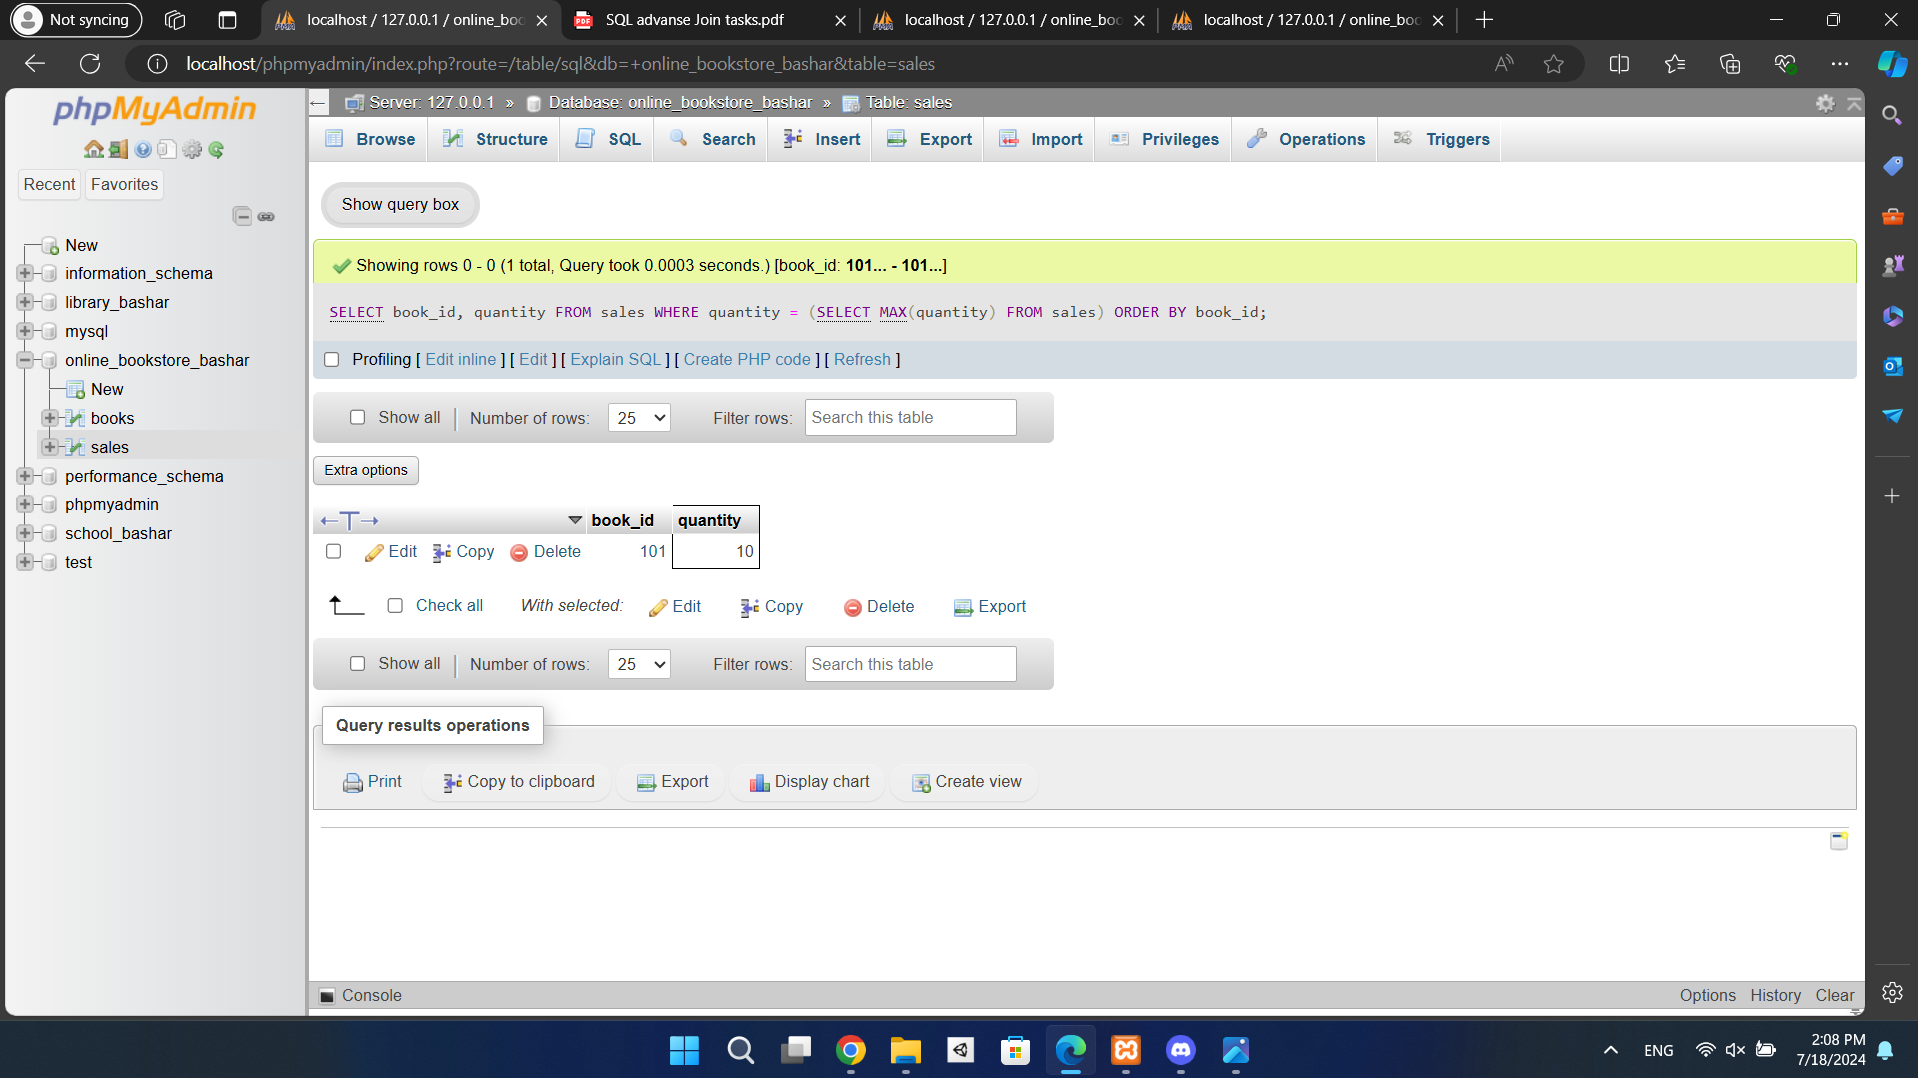 Not syncing
localhost / 127.0.0.1 / online_boo
SQL advanse Join tasks.pdf
localhost / 127.0.0.1 / online_boo
localhost / 127.0.0.1 / online_boo
localhost/phpmyadmin/index.php?route=/table/sql&db=+online_bookstore_bashar&table=sales
phpMyAdmin
Recent
Favorites
New
information_schema
library_bashar
mysql
online_bookstore_bashar
New
books
sales
performance_schema
phpmyadmin
school_bashar
test
Server: 127.0.0.1 » Database: online_bookstore_bashar » Table: sales
Browse
Structure
SQL
Search
Insert
Export
Import
Privileges
Operations
Triggers
Show query box
Showing rows 0 - 0 (1 total, Query took 0.0003 seconds.) [book_id: 101... - 101...]
SELECT book_id, quantity FROM sales WHERE quantity = (SELECT MAX(quantity) FROM sales) ORDER BY book_id;
Profiling [ Edit inline ] [ Edit ] [ Explain SQL ] [ Create PHP code ] [ Refresh ]
Show all
Number of rows:
25
Filter rows:
Search this table
Extra options
book_id
quantity
Edit
Copy
Delete
101
10
Check all
With selected:
Edit
Copy
Delete
Export
Show all
Number of rows:
25
Filter rows:
Search this table
Query results operations
Print
Copy to clipboard
Export
Display chart
Create view
Console
Options
History
Clear
ENG
2:08 PM
7/18/2024